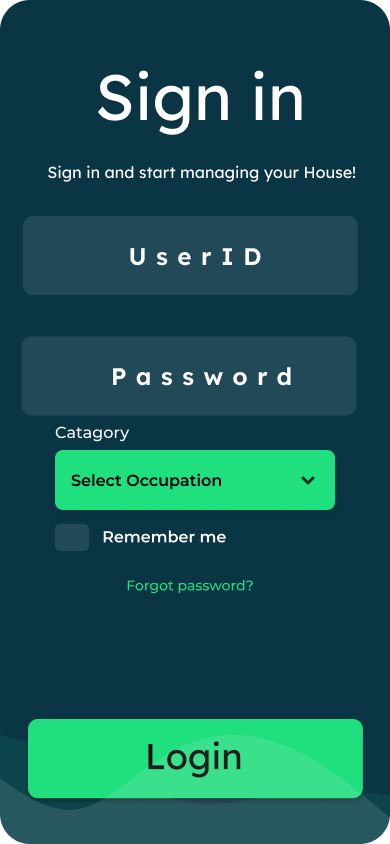 Sign in
Sign in and start managing your House!
UserID
Password
Catagory
Select Occupation
Remember me
Forgot password?
Login